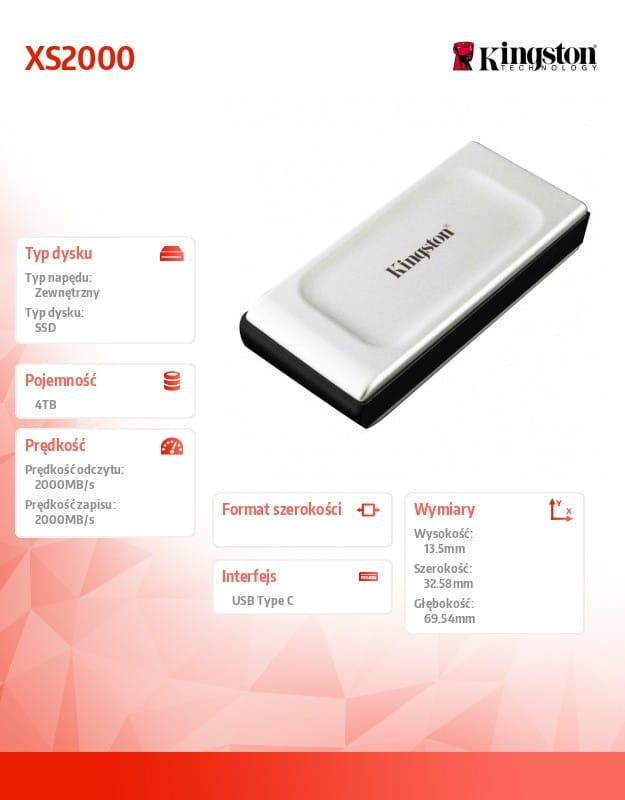 XS2000
Kingston
TECHNOLOGY
Kingston
Typ dysku
Typ napędu:
Zewnętrzny
Typ dysku:
SSD
Pojemność
4TB
Prędkość
Prędkość odczytu:
2000MB/s
Prędkość zapisu:
2000MB/s
Format szerokości
Interfejs
USB Type C
Wymiary
Y
X
Wysokość:
13.5mm
Szerokość:
32.58mm
Głębokość:
69.54mm